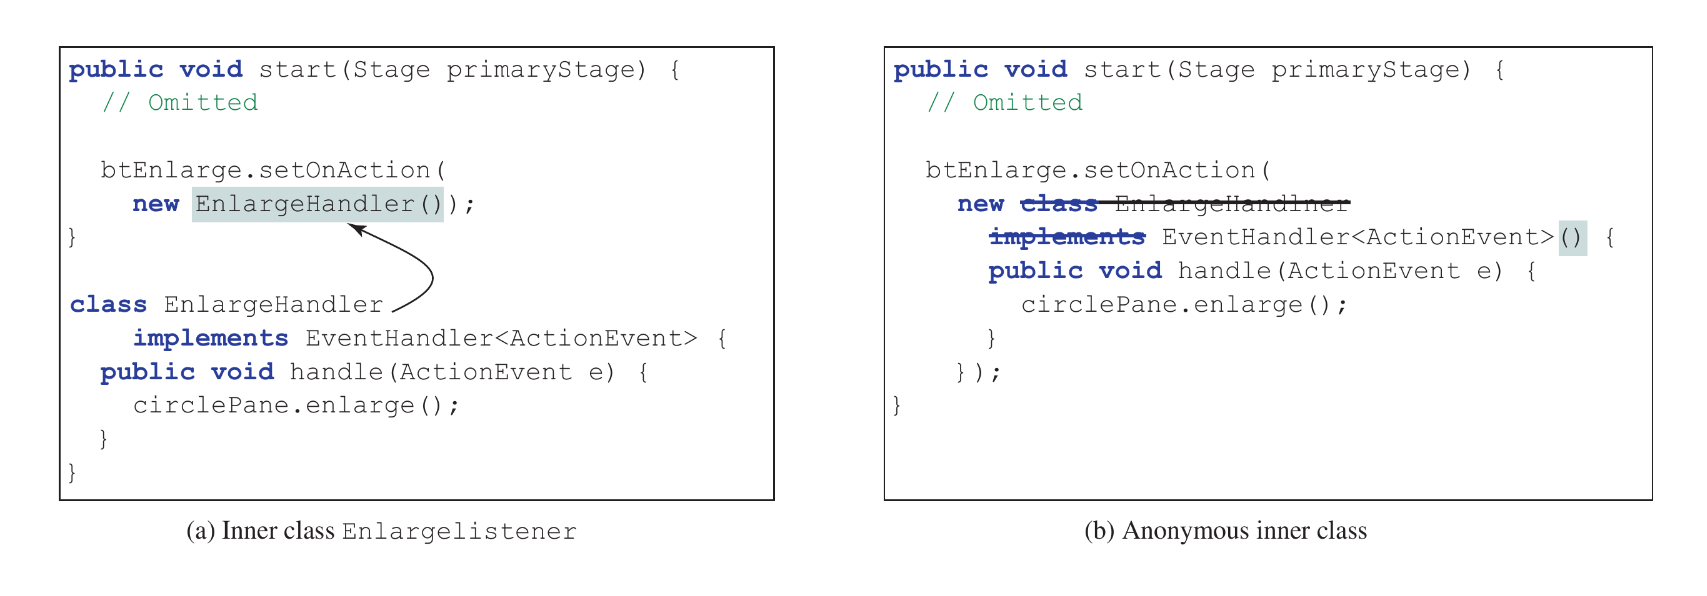 public void start(Stage primaryStage) {
// Omitted
btEnlarge.setOnAction(
new EnlargeHandler());
}
class EnlargeHandler
implements EventHandler<ActionEvent> {
public void handle(ActionEvent e) {
circlePane.enlarge();
}
}
(a) Inner class Enlargelistener
public void start(Stage primaryStage) {
// Omitted
btEnlarge.setOnAction(
new class EnlargeHandlner
implements EventHandler<ActionEvent>() {
public void handle(ActionEvent e) {
circlePane.enlarge();
}
});
}
(b) Anonymous inner class